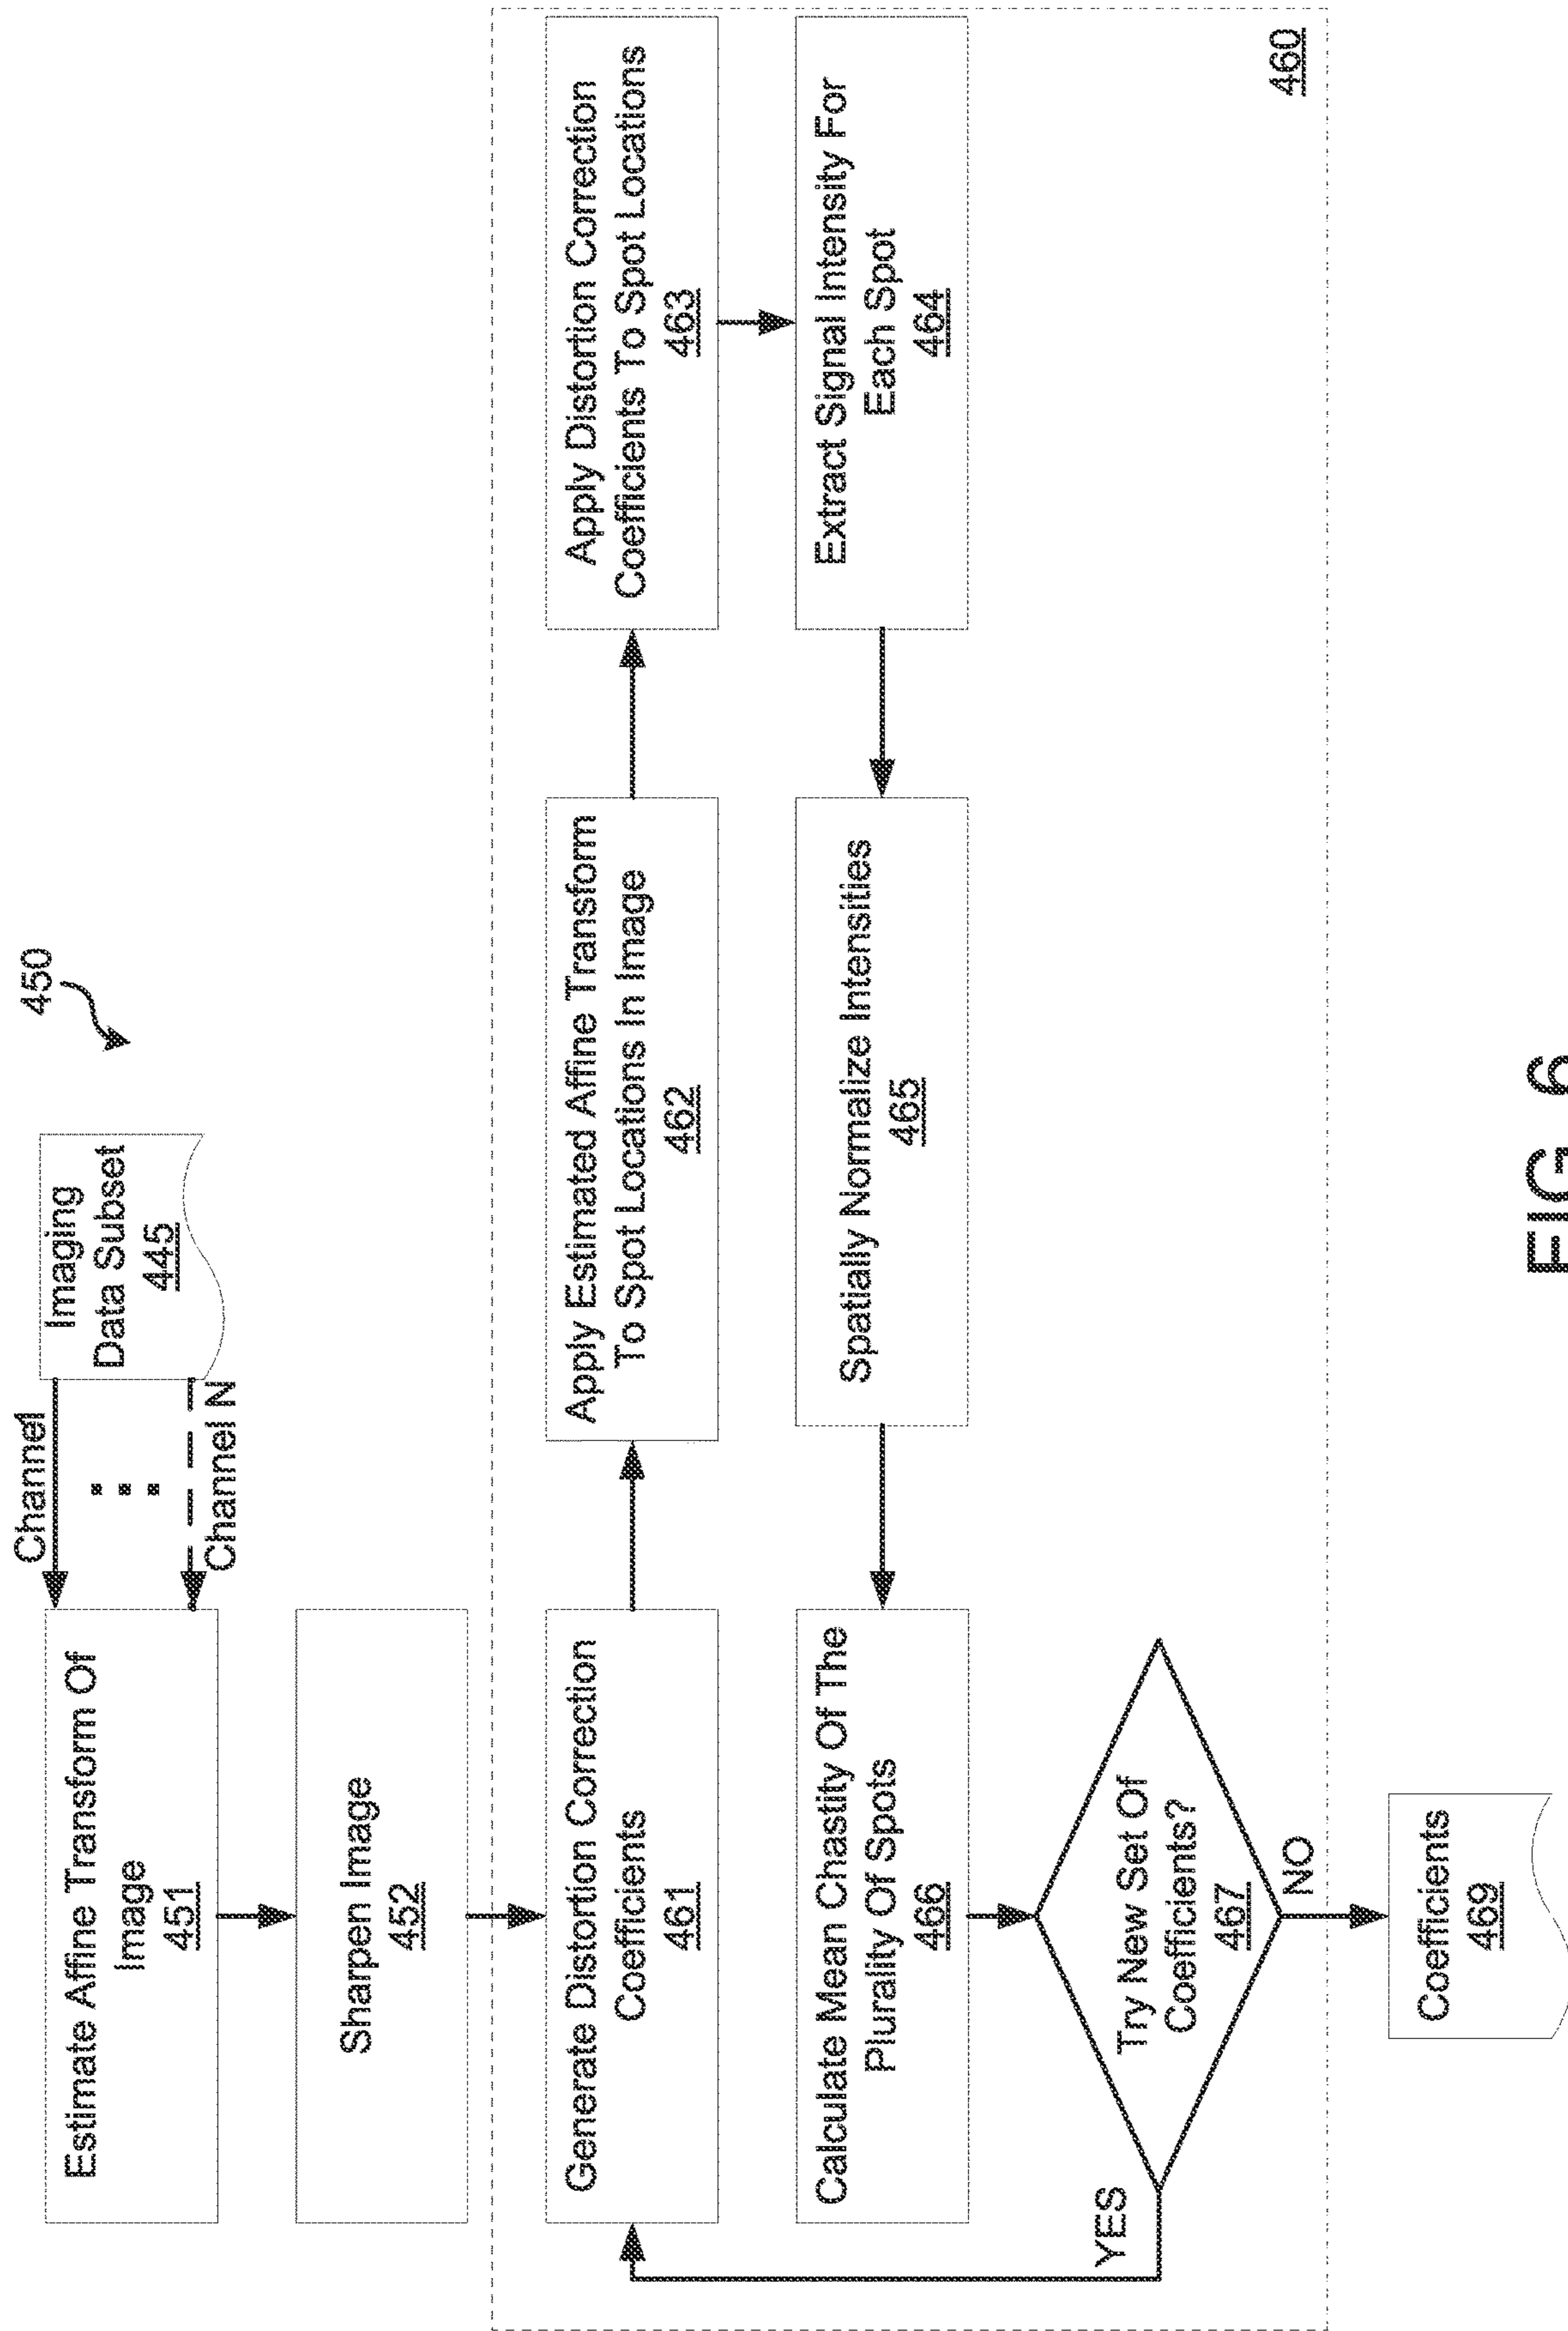 450
Imaging
Data Subset
445
Channel
Channel N
Estimate Affine Transform Of
Image
451
Sharpen Image
452
Generate Distortion Correction
Coefficients
461
Apply Estimated Affine Transform
To Spot Locations In Image
462
Apply Distortion Correction
Coefficients To Spot Locations
463
Extract Signal Intensity For
Each Spot
464
Spatially Normalize Intensities
465
Calculate Mean Chastity Of The
Plurality Of Spots
466
Try New Set Of
Coefficients?
467
YES
NO
460
Coefficients
469
FIG. 6